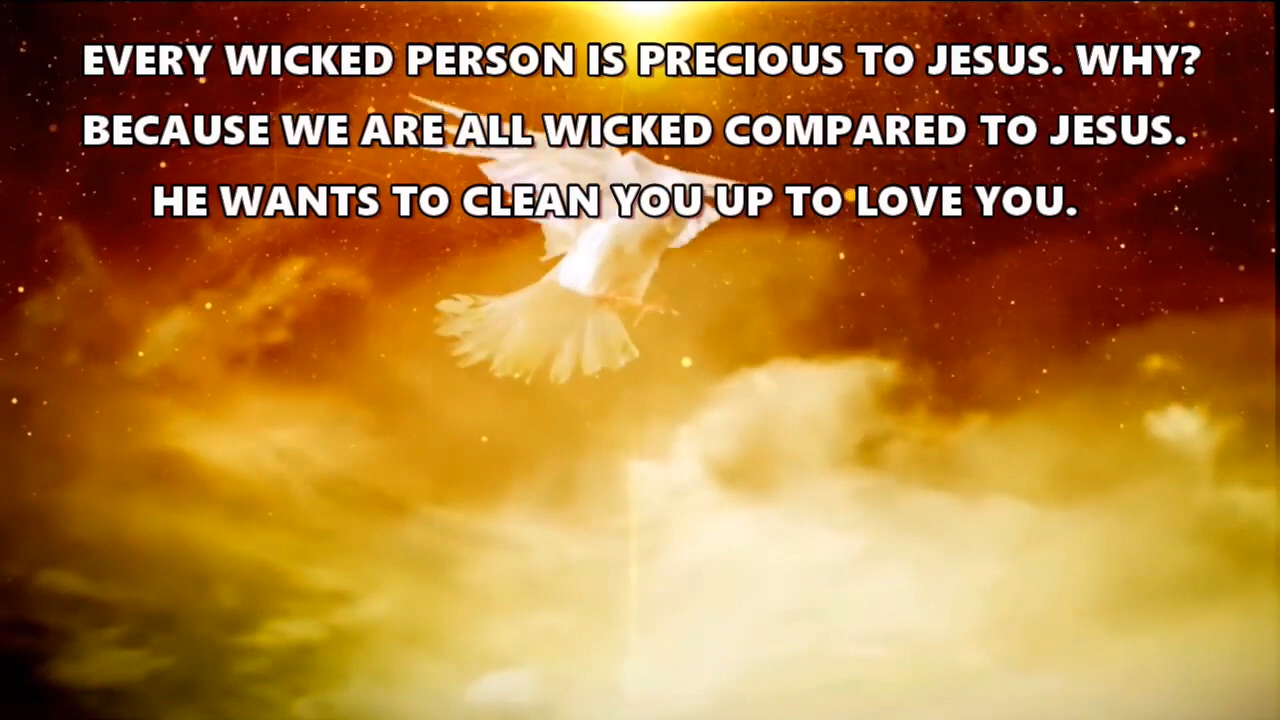 EVERY WICKED PERSON IS PRECIOUS TO JESUS. WHY?
BECAUSE WE ARE ALL WICKED COMPARED TO JESUS.
HE WANTS TO CLEAN YOU UP TO LOVE YOU.